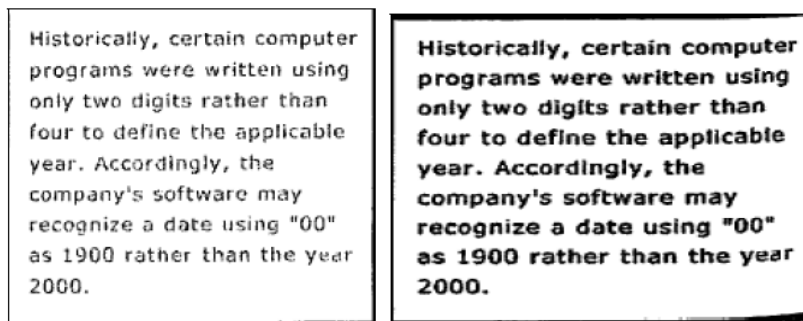 Historically, certain computer
programs were written using
only two digits rather than
four to define the applicable
year. Accordingly, the
company's software may
recognize a date using "00"
as 1900 rather than the year
2000.
Historically, certain computer
programs were written using
only two digits rather than
four to define the applicable
year. Accordingly, the
company's software may
recognize a date using "00"
as 1900 rather than the year
2000.